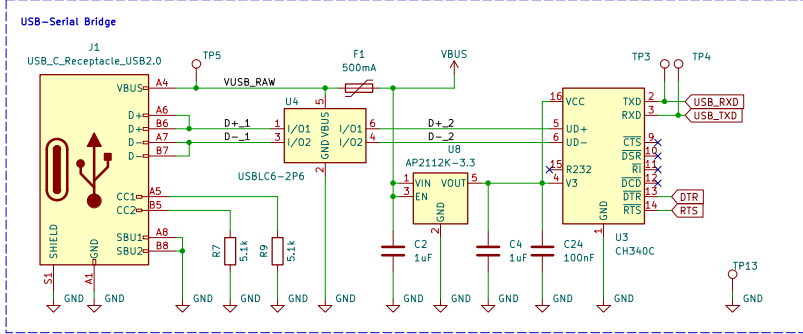 USB-Serial Bridge
J1
USB_C_Receptacle_USB2.0
TP5
F1
500mA
VBUS
TP3
TP4
VBUS
A4
VUSB_RAW
D+
A6
D+
B6
D-
A7
D-
B7
CC1
A5
CC2
B5
SBU1
A8
SBU2
B8
SHIELD
GND
S1
A1
U4
5
VBUS
D+_1
1
I/O1
I/O1
6
D+_2
D-_1
3
I/O2
I/O2
4
D-_2
GND
2
USBLC6-2P6
U8
AP2112K-3.3
1
VIN
VOUT
5
3
EN
GND
2
16
VCC
TXD
2
USB_RXD
RXD
3
USB_TXD
5
UD+
6
UD-
CTS
9
DSR
10
15
R232
RI
11
4
V3
DCD
12
DTR
13
DTR
RTS
14
RTS
GND
1
U3
CH340C
R7
5.1k
R9
5.1k
C2
1uF
C4
1uF
C24
100nF
TP13
GND
GND
GND
GND
GND
GND
GND
GND
GND
GND
GND
GND